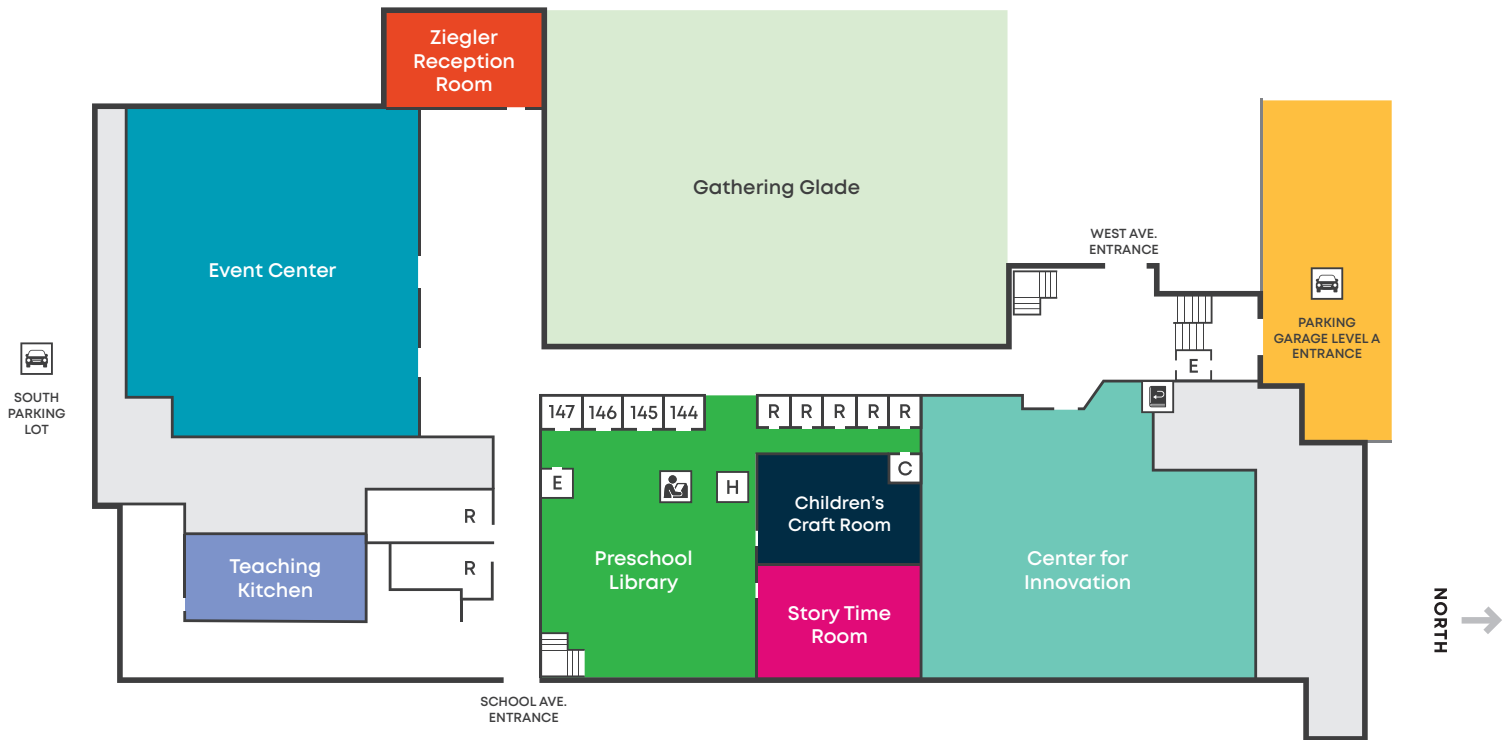 Ziegler
Reception
Room
Gathering Glade
WEST AVE.
ENTRANCE
Event Center
PARKING
GARAGE LEVEL A
ENTRANCE
SOUTH
PARKING
LOT
E
147 146 145 144
R R R R R
E
H
C
Children's
Craft Room
R
R
Teaching
Kitchen
Preschool
Library
Story Time
Room
Center for
Innovation
NORTH
SCHOOL AVE.
ENTRANCE